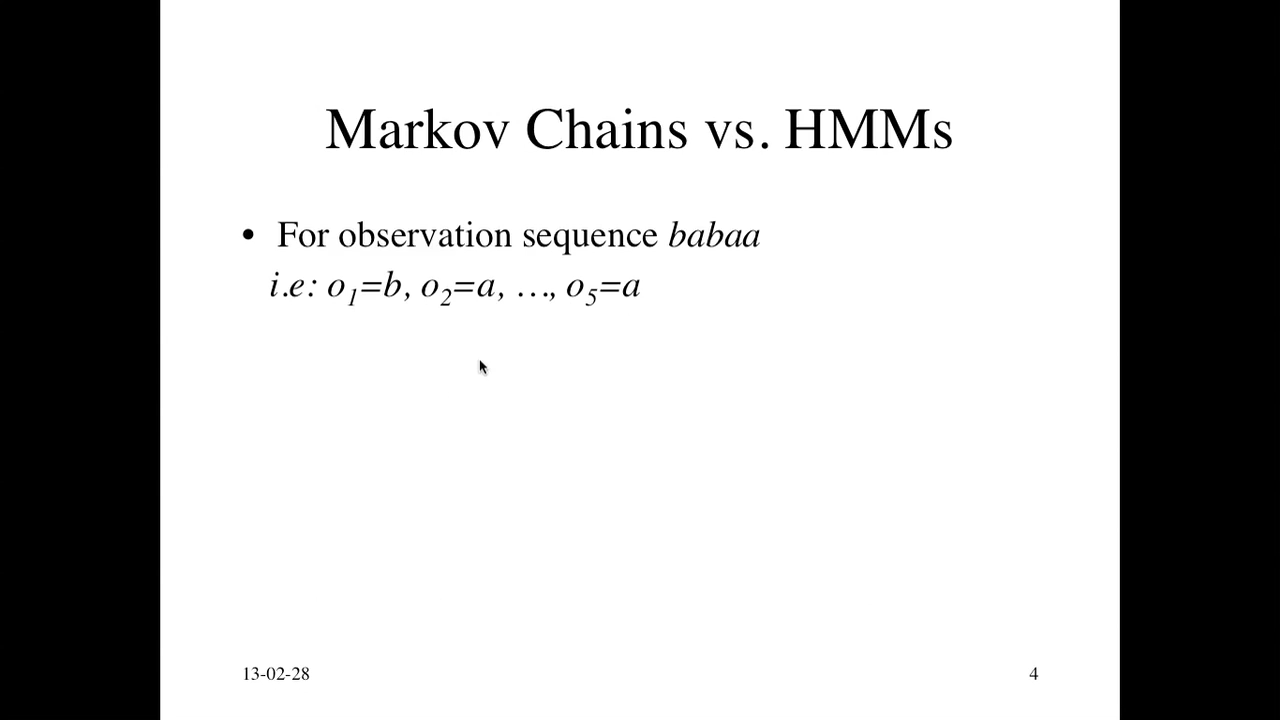 Markov Chains vs. HMMs
• For observation sequence babaa
i.e: o₁=b, o₂=a, …, o₅=a
13-02-28
4